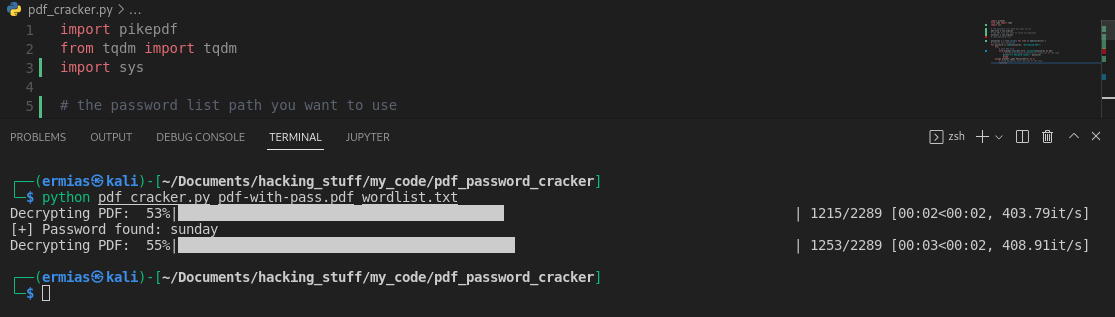 pdf_cracker.py > ...
1 import pikepdf
2 from tqdm import tqdm
3 import sys
4
5 # the password list path you want to use
PROBLEMS OUTPUT DEBUG CONSOLE TERMINAL JUPYTER zsh
┌──(ermias㉿kali)-[~/Documents/hacking_stuff/my_code/pdf_password_cracker]
└─$ python pdf_cracker.py pdf-with-pass.pdf wordlist.txt
Decrypting PDF:  53%| | 1215/2289 [00:02<00:02, 403.79it/s]
[+] Password found: sunday
Decrypting PDF:  55%| | 1253/2289 [00:03<00:02, 408.91it/s]
┌──(ermias㉿kali)-[~/Documents/hacking_stuff/my_code/pdf_password_cracker]
└─$